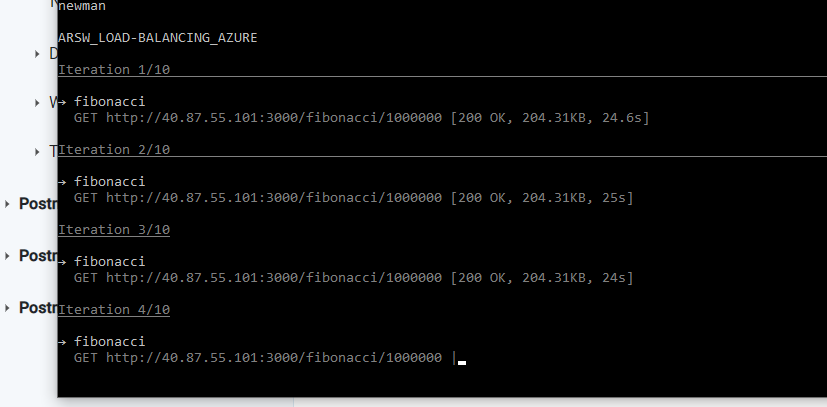 newman
ARSW_LOAD-BALANCING_AZURE
Iteration 1/10
→ fibonacci
GET http://40.87.55.101:3000/fibonacci/1000000 [200 OK, 204.31KB, 24.6s]
Iteration 2/10
→ fibonacci
GET http://40.87.55.101:3000/fibonacci/1000000 [200 OK, 204.31KB, 25s]
Iteration 3/10
→ fibonacci
GET http://40.87.55.101:3000/fibonacci/1000000 [200 OK, 204.31KB, 24s]
Iteration 4/10
→ fibonacci
GET http://40.87.55.101:3000/fibonacci/1000000 |
D
W
T
Postr
Postr
Postr